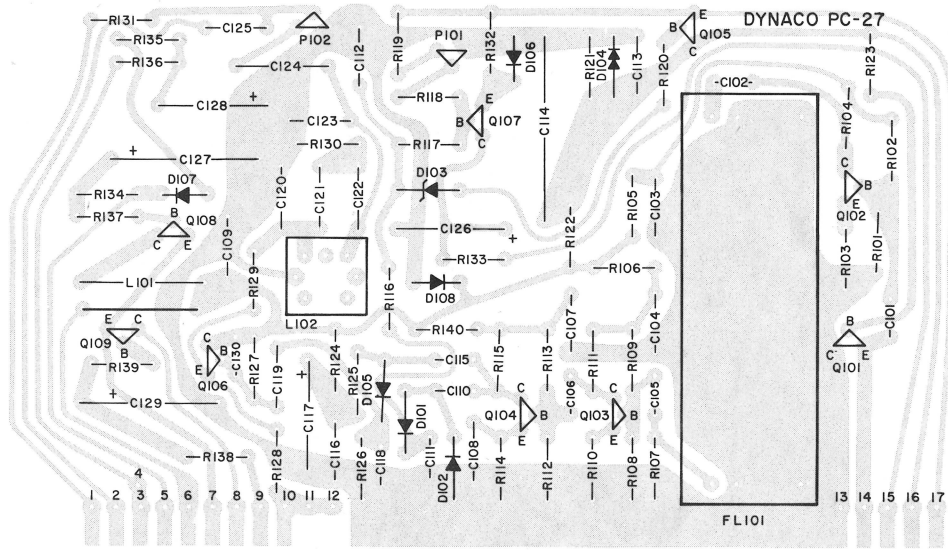 DYNACO PC-27
R131
C125
P102
R119
P101
R132
E
B
Q105
C
R135
C112
D106
R121
D104
C113
R120
R123
R136
C124
-C102-
C128
+
R118
E
B
Q107
C
C114
R104
C123
R117
R102
R130
+
C127
D107
C120
C121
C122
D103
R105
C103
C
B
E
Q102
R134
R137
B
Q108
C
E
C109
C126
+
R122
R103
R101
R133
R106
L101
R129
D108
R116
L102
C107
C104
C101
E
C
Q109
B
R139
C
B
E
Q106
C130
R127
C119
R124
R125
D105
R140
C115
C110
R115
R113
R111
R109
C106
C105
B
C
E
Q101
+
C129
+
C117
D101
C
Q104
B
E
C
Q103
B
E
R138
R128
C116
R126
C118
C111
D102
C108
R114
R112
R110
R108
R107
4
1 2 3 5 6 7 8 9 10 11 12
13 14 15 16 17
FL101